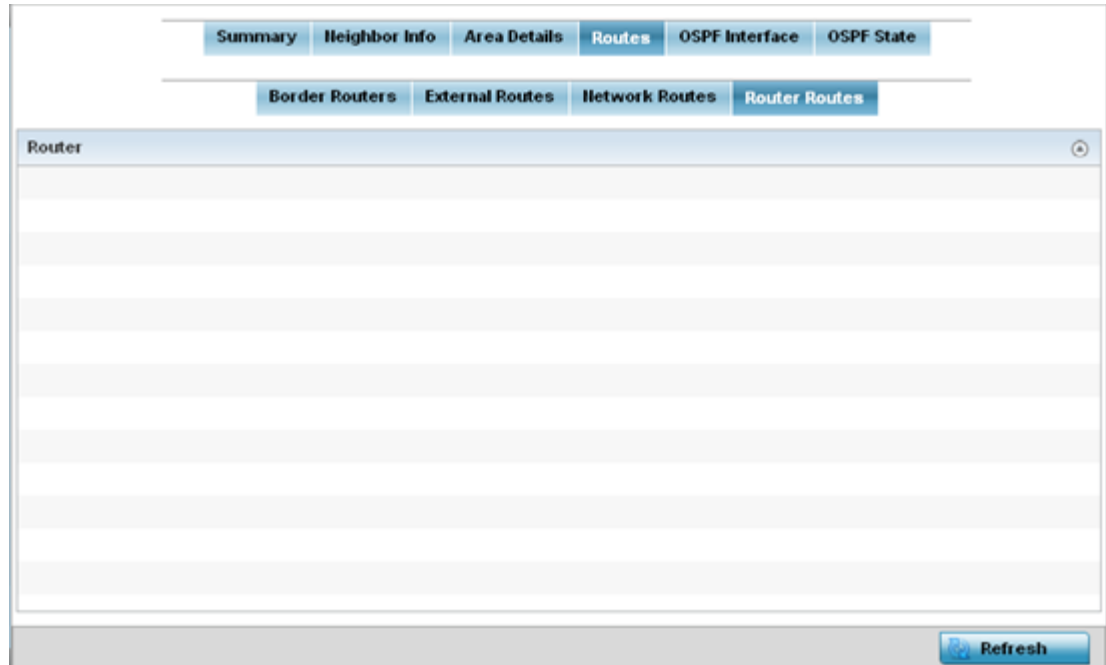 Summary Neighbor Info Area Details Routes OSPF Interface OSPF State
Border Routers External Routes Network Routes Router Routes
Router
Refresh